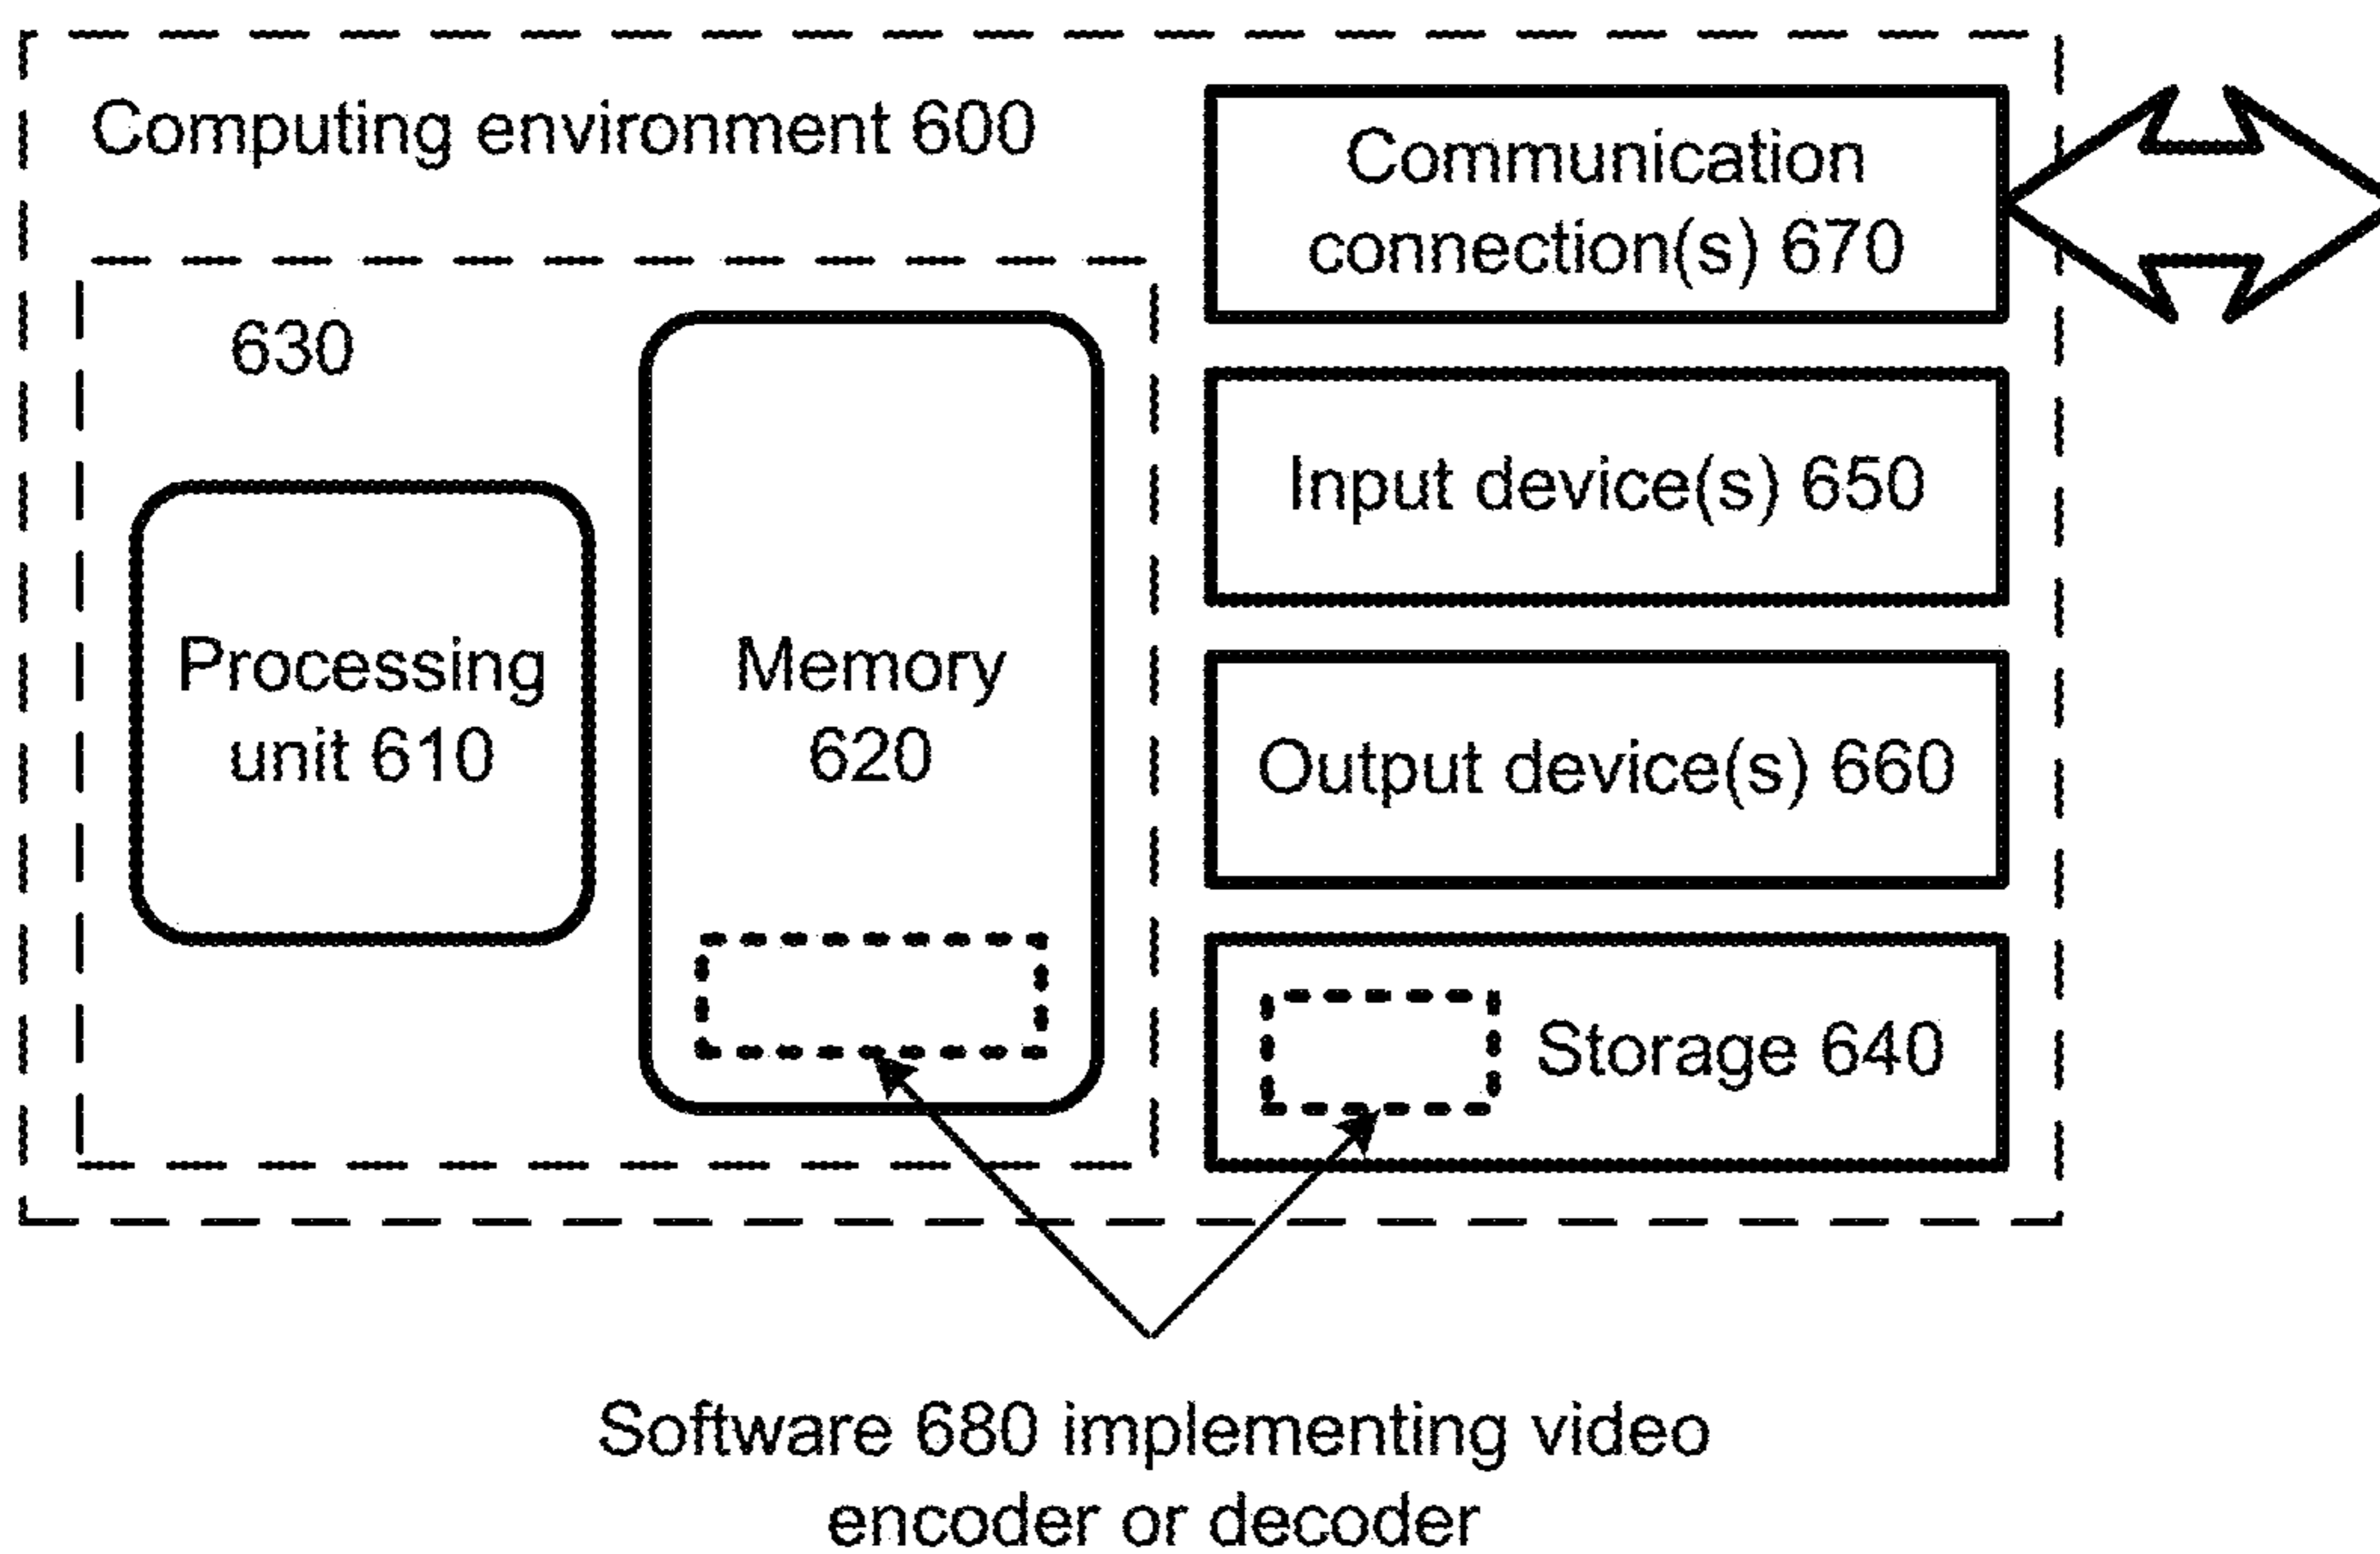 Computing environment 600
630
Processing
unit 610
Memory
620
Communication
connection(s) 670
Input device(s) 650
Output device(s) 660
Storage 640
Software 680 implementing video
encoder or decoder